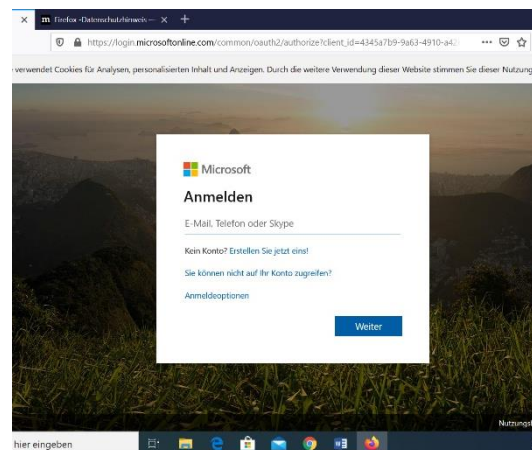 Firefox -Datenschutzhinweis —
https://login.microsoftonline.com/common/oauth2/authorize?client_id=4345a7b9-9a63-4910-a42
verwendet Cookies für Analysen, personalisierten Inhalt und Anzeigen. Durch die weitere Verwendung dieser Website stimmen Sie dieser Nutzung
Microsoft
Anmelden
E-Mail, Telefon oder Skype
Kein Konto? Erstellen Sie jetzt eins!
Sie können nicht auf Ihr Konto zugreifen?
Anmeldeoptionen
Weiter
hier eingeben